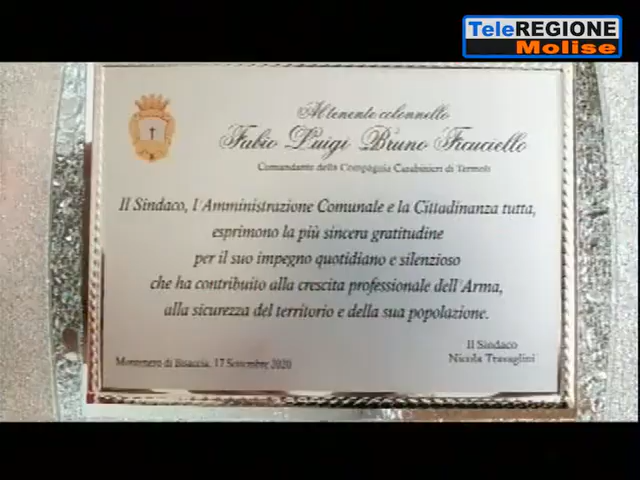 TeleREGIONE
Molise
Al tenente colonnello
Fabio Luigi Bruno Ficuciello
Comandante della Compagnia Carabinieri di Termoli
Il Sindaco, l'Amministrazione Comunale e la Cittadinanza tutta,
esprimono la più sincera gratitudine
per il suo impegno quotidiano e silenzioso
che ha contribuito alla crescita professionale dell'Arma,
alla sicurezza del territorio e della sua popolazione.
Il Sindaco
Nicola Travaglini
Montenero di Bisaccia, 17 Settembre 2020